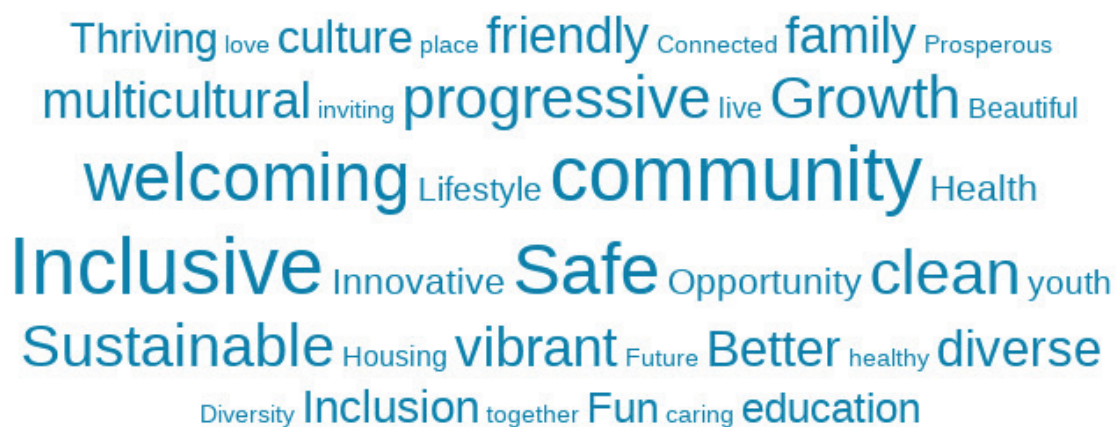 Thriving love culture place friendly Connected family Prosperous
multicultural inviting progressive live Growth Beautiful
welcoming Lifestyle community Health
Inclusive Innovative Safe Opportunity clean youth
Sustainable Housing vibrant Future Better healthy diverse
Diversity Inclusion together Fun caring education